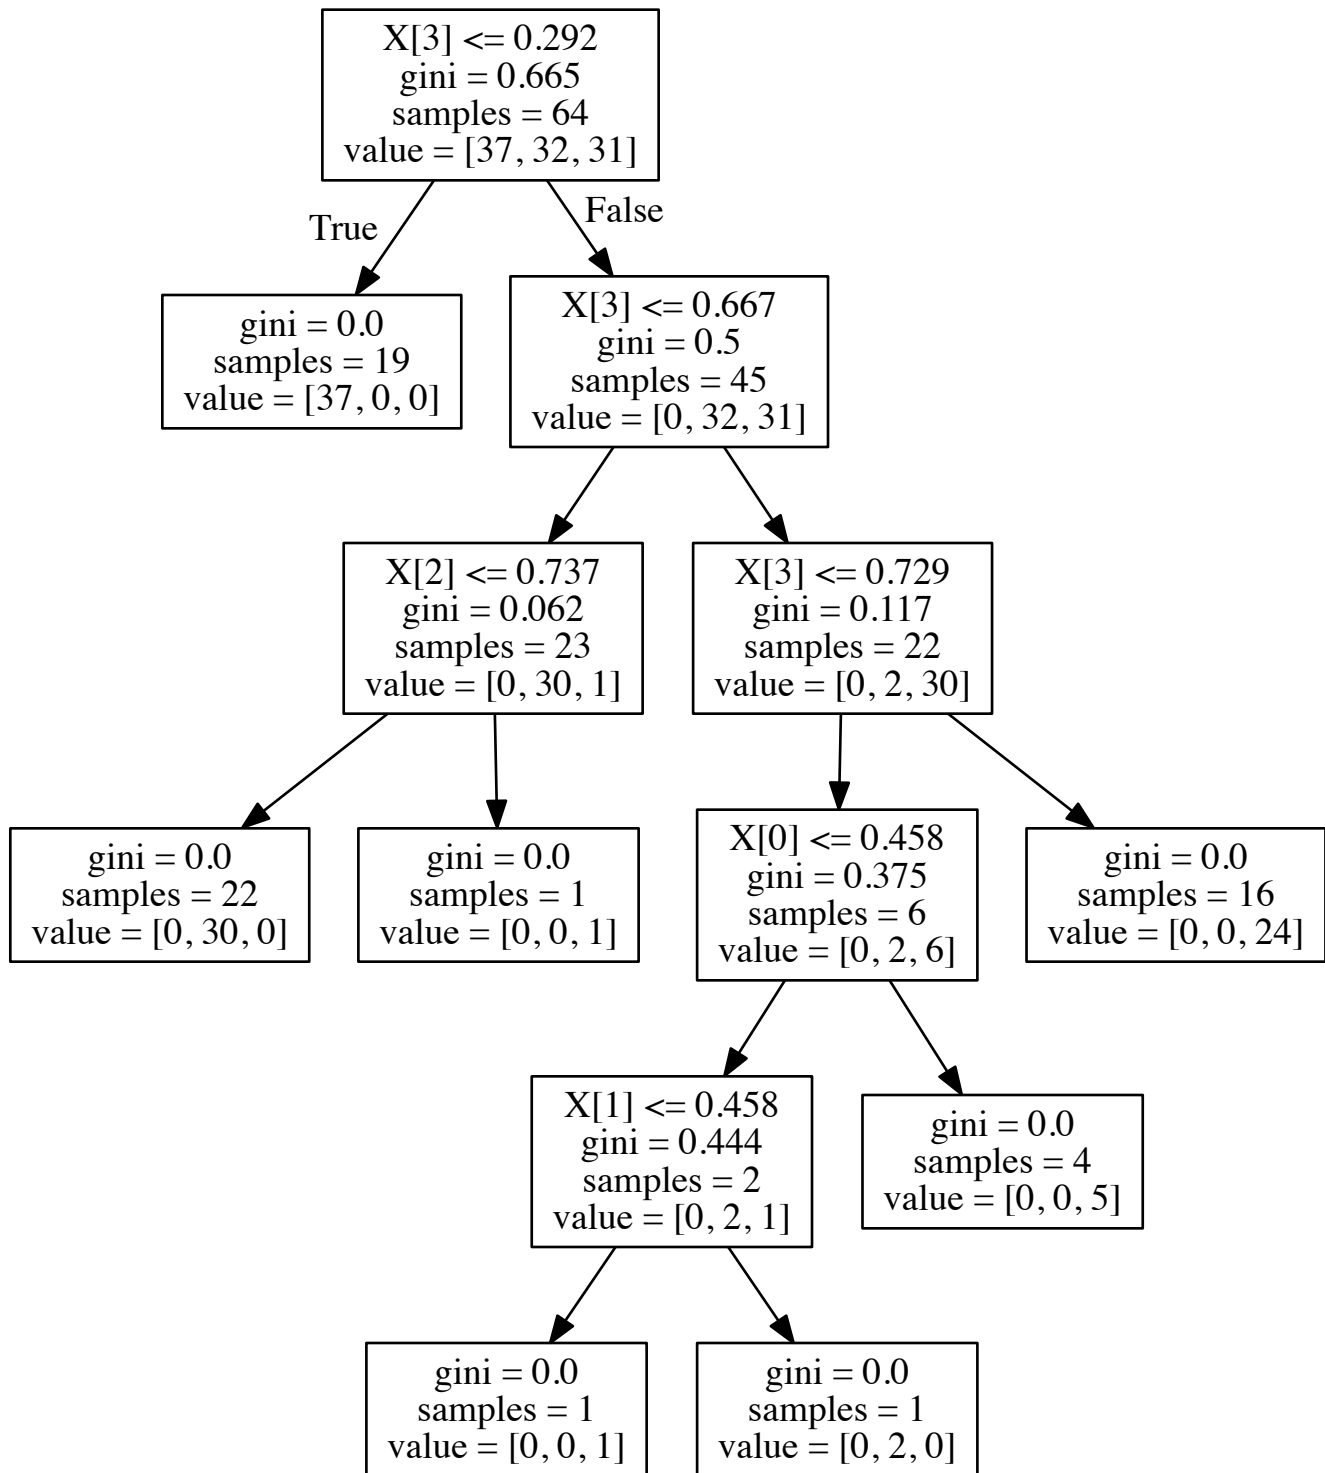 X[3] <= 0.292
gini = 0.665
samples = 64
value = [37, 32, 31]
True
False
gini = 0.0
samples = 19
value = [37, 0, 0]
X[3] <= 0.667
gini = 0.5
samples = 45
value = [0, 32, 31]
X[2] <= 0.737
gini = 0.062
samples = 23
value = [0, 30, 1]
X[3] <= 0.729
gini = 0.117
samples = 22
value = [0, 2, 30]
gini = 0.0
samples = 22
value = [0, 30, 0]
gini = 0.0
samples = 1
value = [0, 0, 1]
X[0] <= 0.458
gini = 0.375
samples = 6
value = [0, 2, 6]
gini = 0.0
samples = 16
value = [0, 0, 24]
X[1] <= 0.458
gini = 0.444
samples = 2
value = [0, 2, 1]
gini = 0.0
samples = 4
value = [0, 0, 5]
gini = 0.0
samples = 1
value = [0, 0, 1]
gini = 0.0
samples = 1
value = [0, 2, 0]